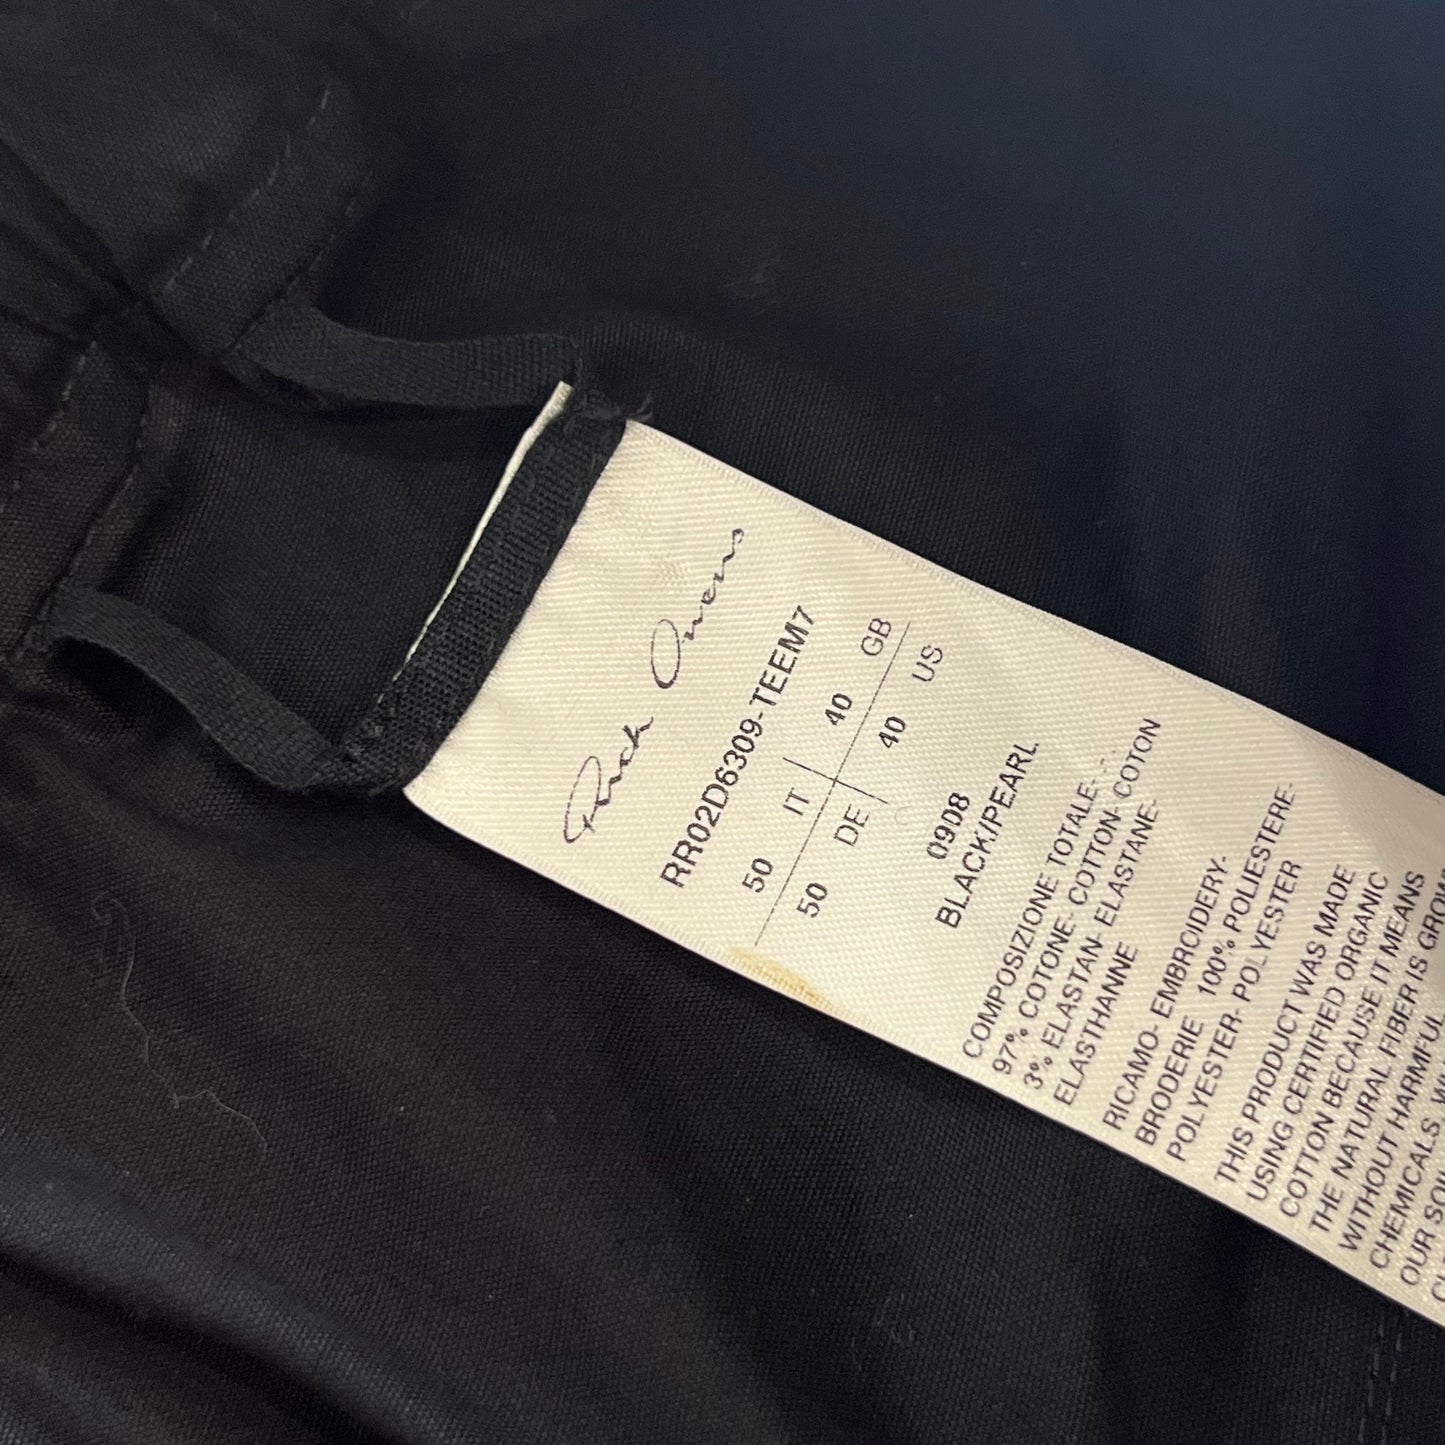 Rick Owens
RR02D6309-TEEM7
50 IT 40 GB
50 DE 40 US
0908
BLACK/PEARL
COMPOSIZIONE TOTALE-
97% COTONE- COTTON- COTON
3% ELASTAN- ELASTANE-
ELASTHANNE
RICAMO- EMBROIDERY-
BRODERIE 100% POLIESTERE-
POLYESTER- POLYESTER
THIS PRODUCT WAS MADE
USING CERTIFIED ORGANIC
COTTON BECAUSE IT MEANS
THE NATURAL FIBER IS GROWN
WITHOUT HARMFUL
CHEMICALS,
OUR